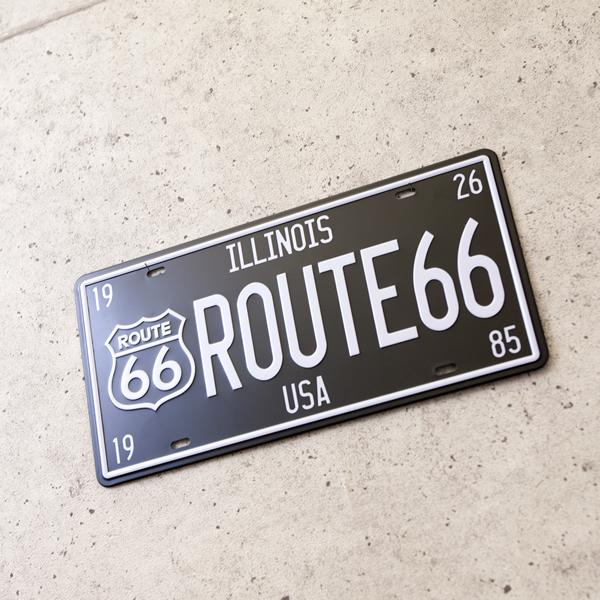 19 26
ILLINOIS
ROUTE
66
ROUTE66
USA
19 85